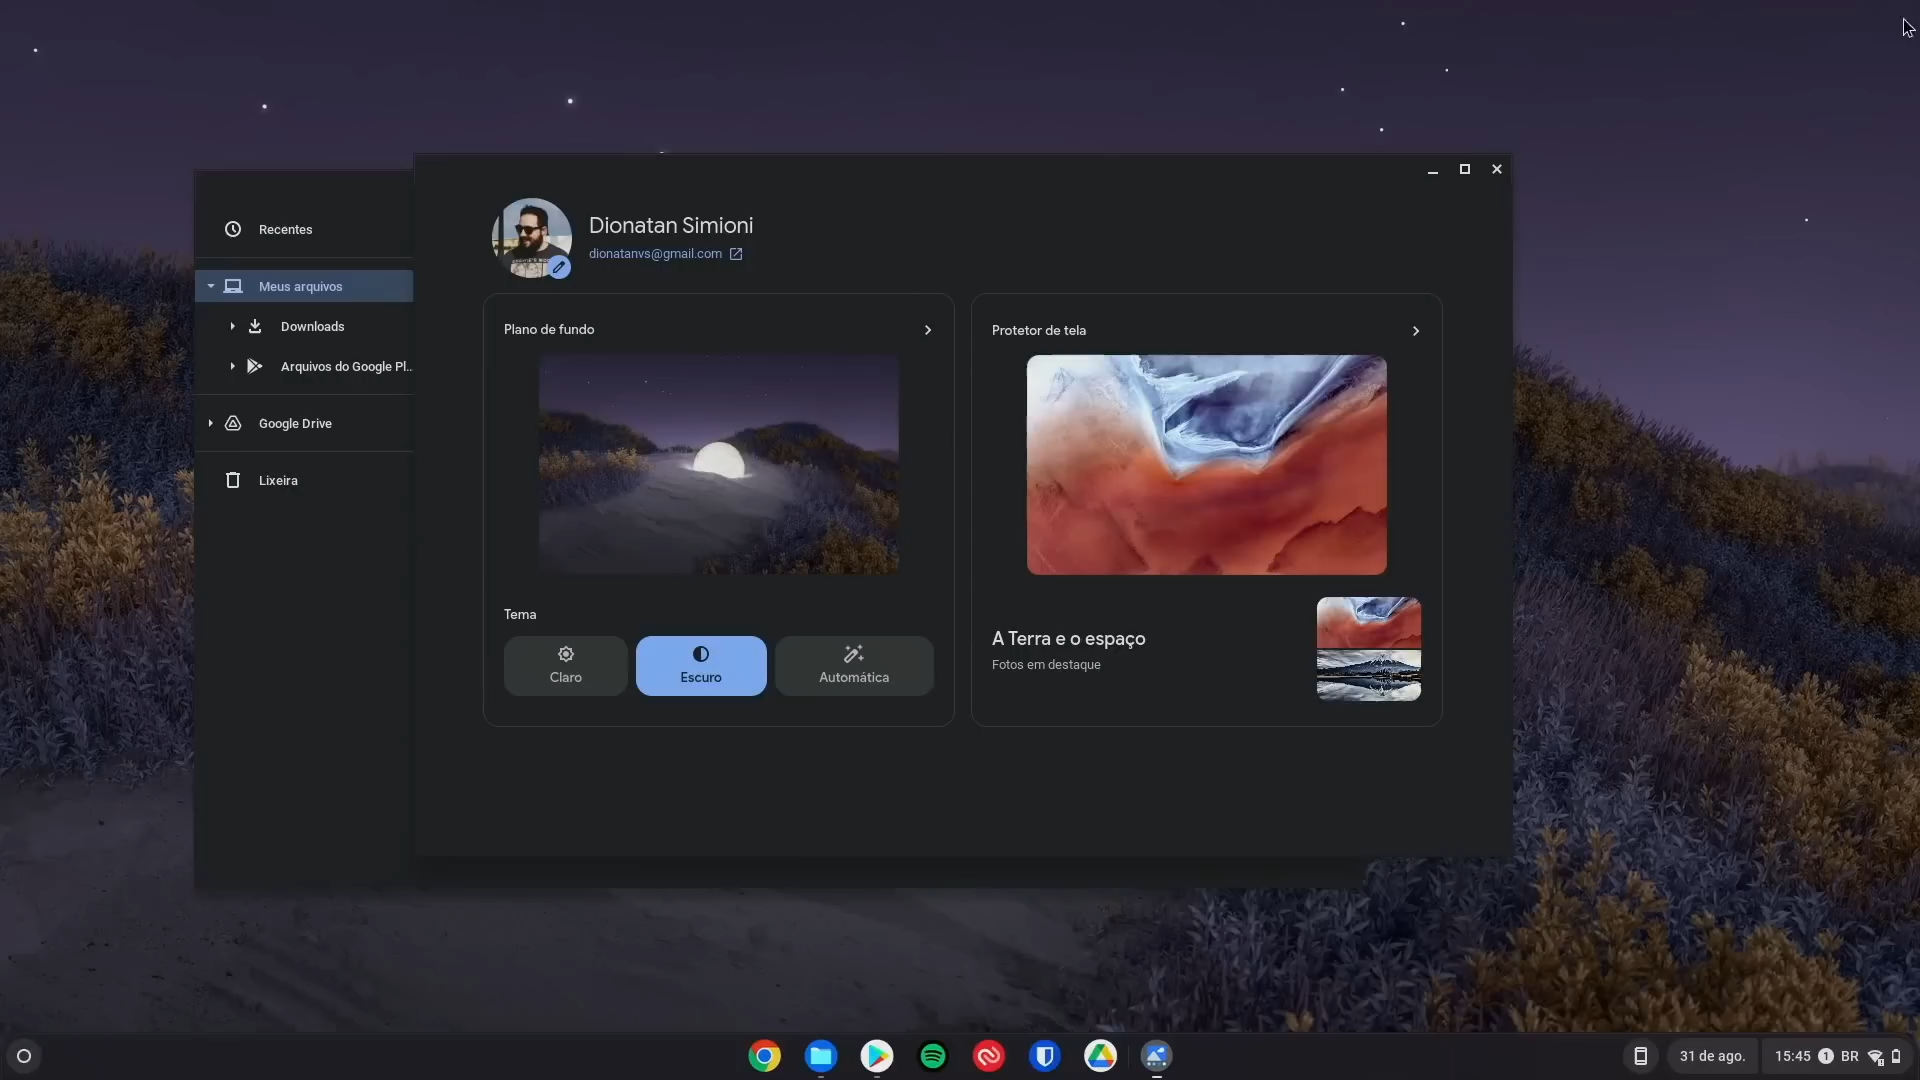 Recentes
Meus arquivos
Downloads
Arquivos do Google Pl...
Google Drive
Lixeira
Dionatan Simioni
dionatanvs@gmail.com
Plano de fundo
Tema
Claro
Escuro
Automática
Protetor de tela
A Terra e o espaço
Fotos em destaque
31 de ago.
15:45 1 BR